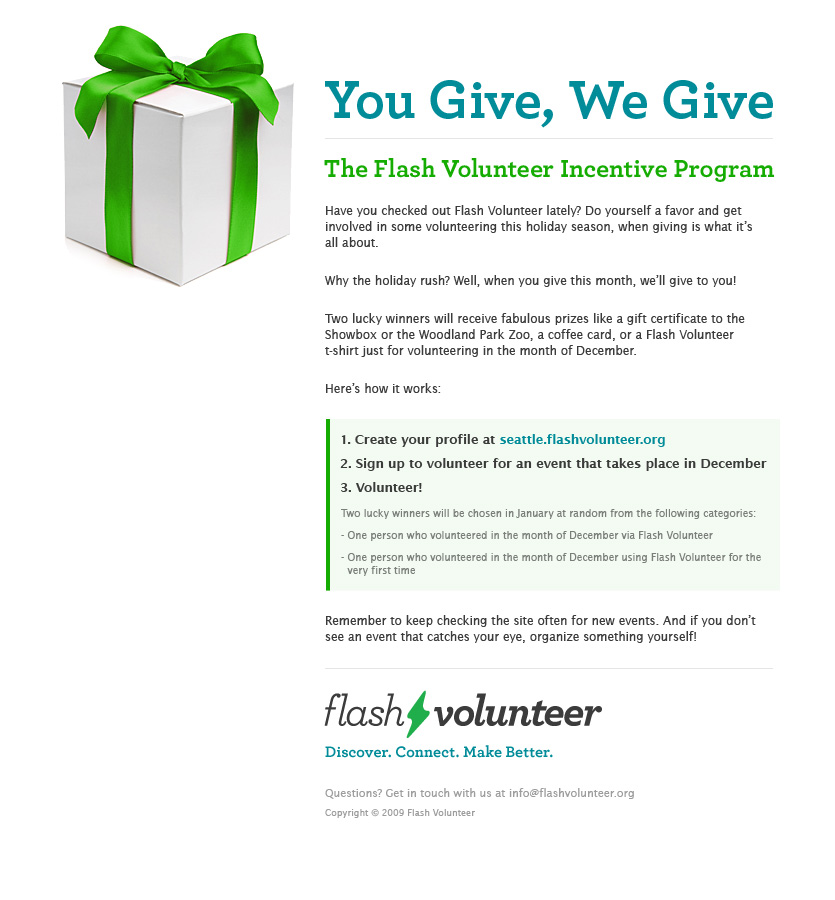 You Give, We Give
The Flash Volunteer Incentive Program
Have you checked out Flash Volunteer lately? Do yourself a favor and get
involved in some volunteering this holiday season, when giving is what it’s
all about.
Why the holiday rush? Well, when you give this month, we’ll give to you!
Two lucky winners will receive fabulous prizes like a gift certificate to the
Showbox or the Woodland Park Zoo, a coffee card, or a Flash Volunteer
t-shirt just for volunteering in the month of December.
Here’s how it works:
1. Create your profile at seattle.flashvolunteer.org
2. Sign up to volunteer for an event that takes place in December
3. Volunteer!
Two lucky winners will be chosen in January at random from the following categories:
- One person who volunteered in the month of December via Flash Volunteer
- One person who volunteered in the month of December using Flash Volunteer for the
very first time
Remember to keep checking the site often for new events. And if you don’t
see an event that catches your eye, organize something yourself!
flash volunteer
Discover. Connect. Make Better.
Questions? Get in touch with us at info@flashvolunteer.org
Copyright © 2009 Flash Volunteer